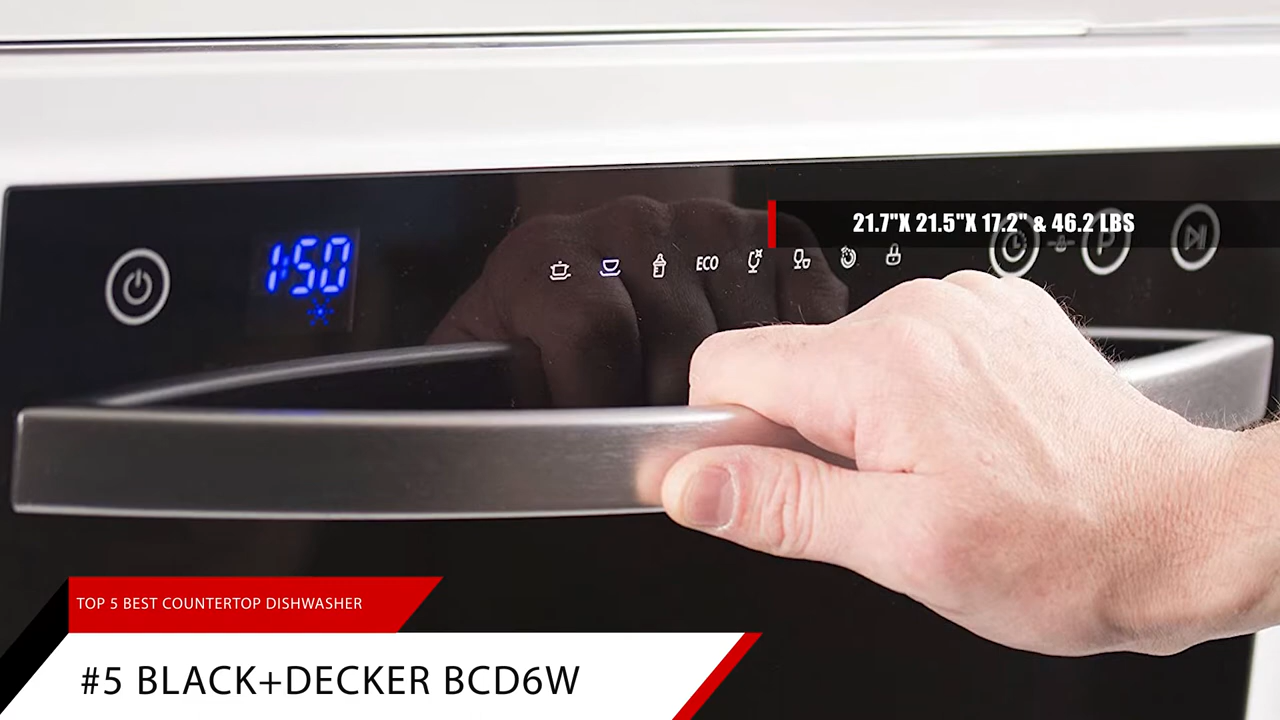 21.7"X 21.5"X 17.2" & 46.2 LBS
1:50
ECO
P
TOP 5 BEST COUNTERTOP DISHWASHER
#5 BLACK+DECKER BCD6W